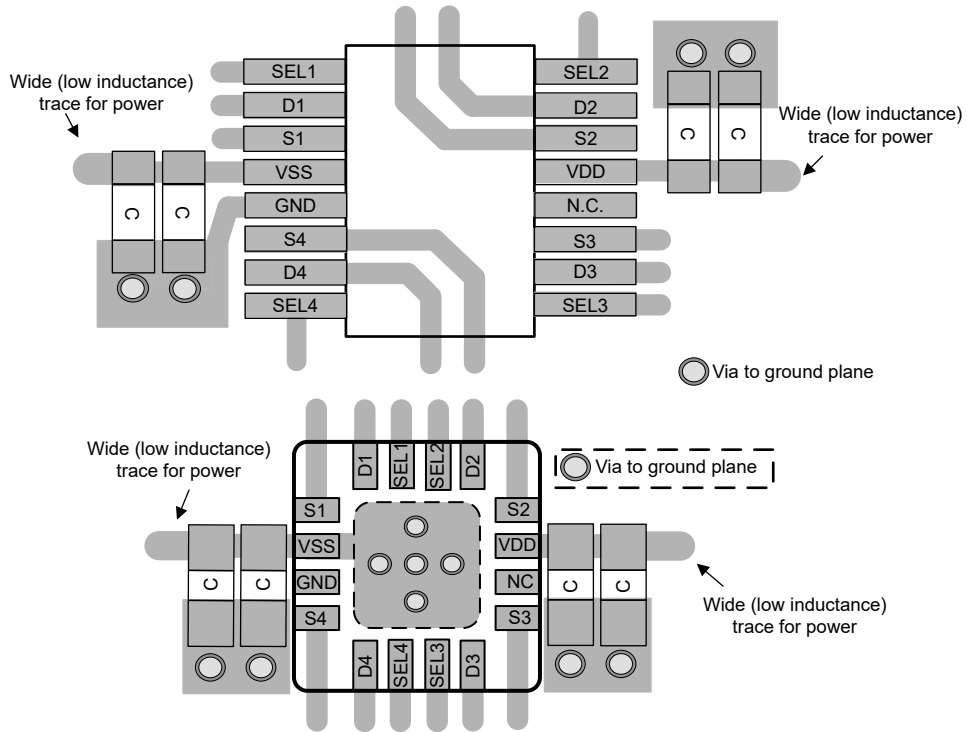 Wide (low inductance)
trace for power
SEL1
D1
S1
VSS
GND
S4
D4
SEL4
C
C
SEL2
D2
S2
VDD
N.C.
S3
D3
SEL3
C
C
Wide (low inductance)
trace for power
Via to ground plane
Wide (low inductance)
trace for power
D1
SEL1
SEL2
D2
Via to ground plane
S1
VSS
GND
S4
S2
VDD
NC
S3
C
C
C
C
D4
SEL4
SEL3
D3
Wide (low inductance)
trace for power